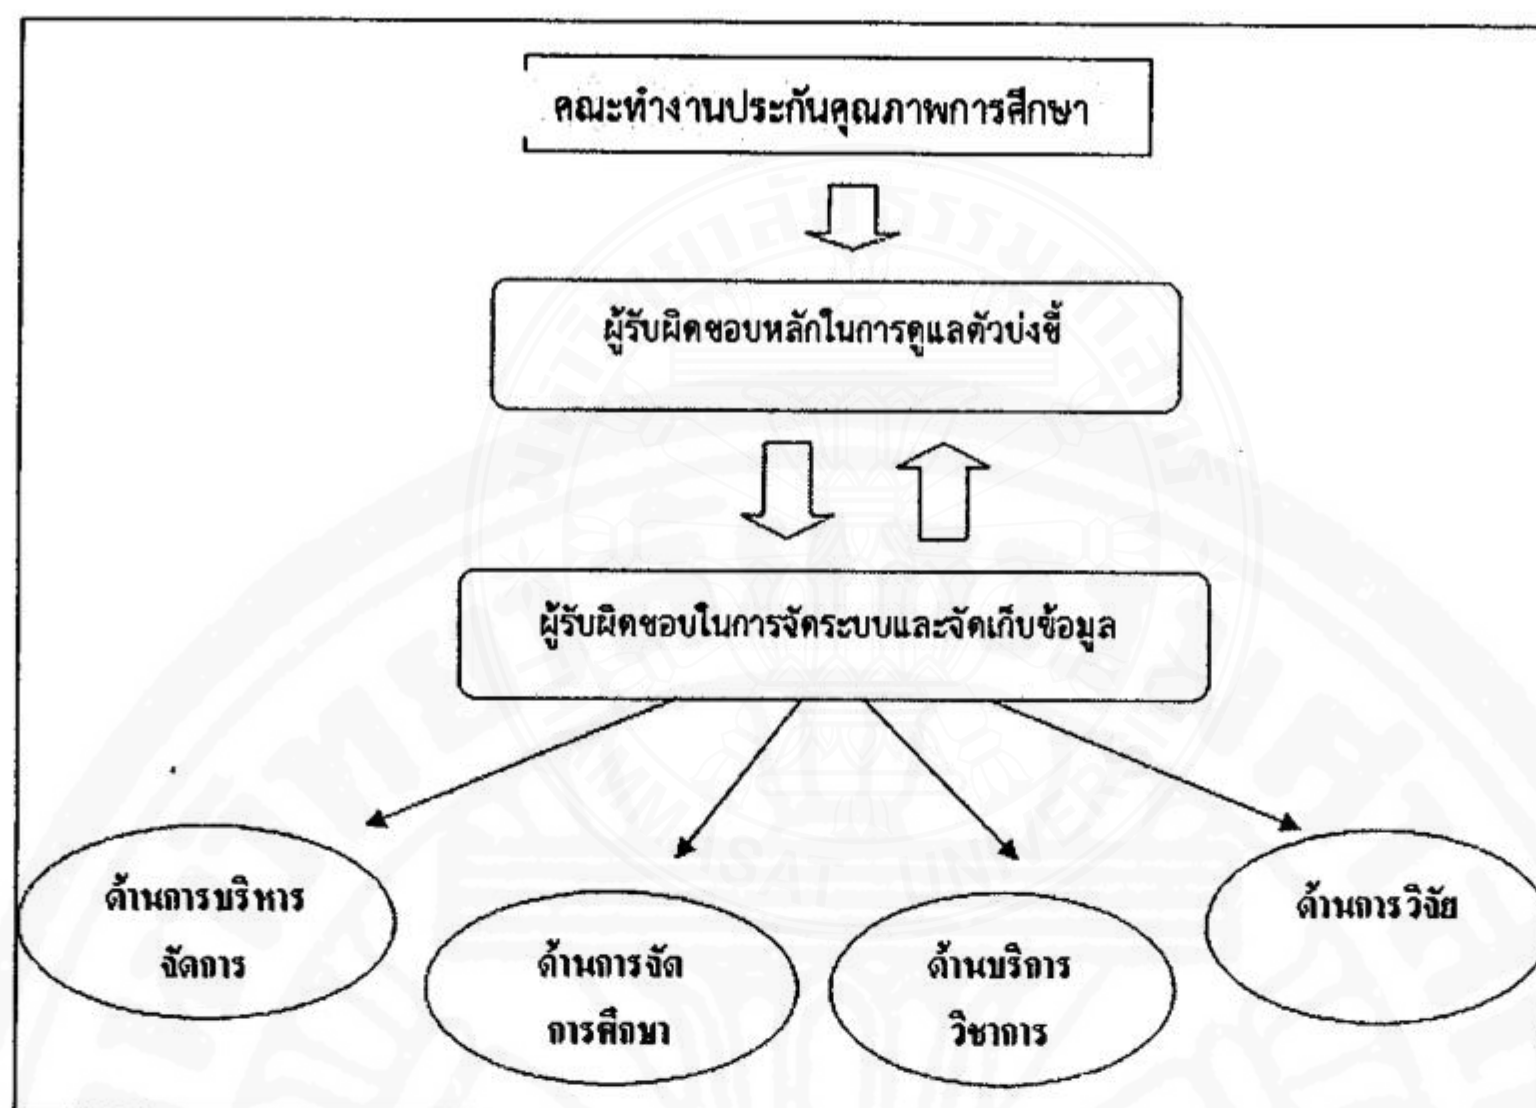 คณะทำงานประกันคุณภาพการศึกษา
ผู้รับผิดชอบหลักในการดูแลตัวบ่งชี้
ผู้รับผิดชอบในการจัดระบบและจัดเก็บข้อมูล
ด้านการบริหาร
จัดการ
ด้านการจัด
การศึกษา
ด้านบริการ
วิชาการ
ด้านการวิจัย